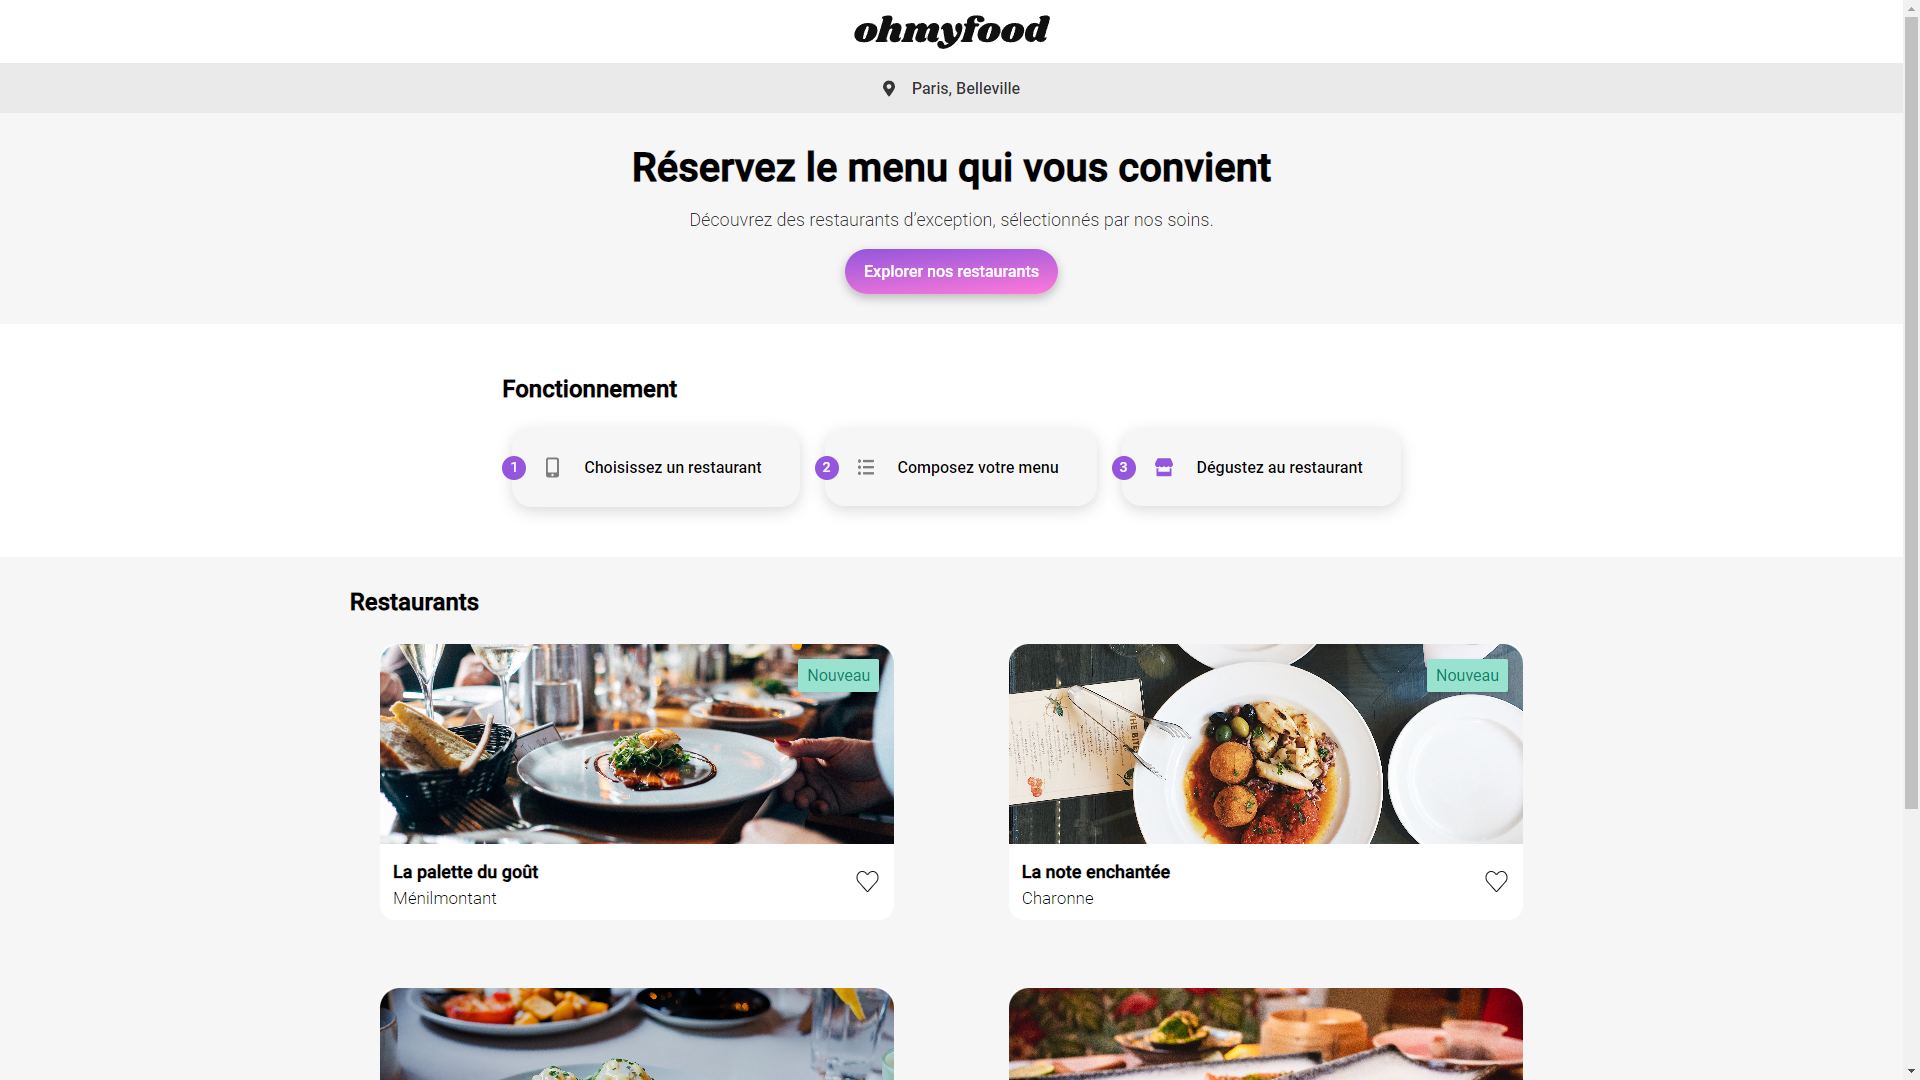 ohmyfood
Paris, Belleville
Réservez le menu qui vous convient
Découvrez des restaurants d’exception, sélectionnés par nos soins.
Explorer nos restaurants
Fonctionnement
1 Choisissez un restaurant
2 Composez votre menu
3 Dégustez au restaurant
Restaurants
Nouveau
La palette du goût
Ménilmontant
Nouveau
La note enchantée
Charonne